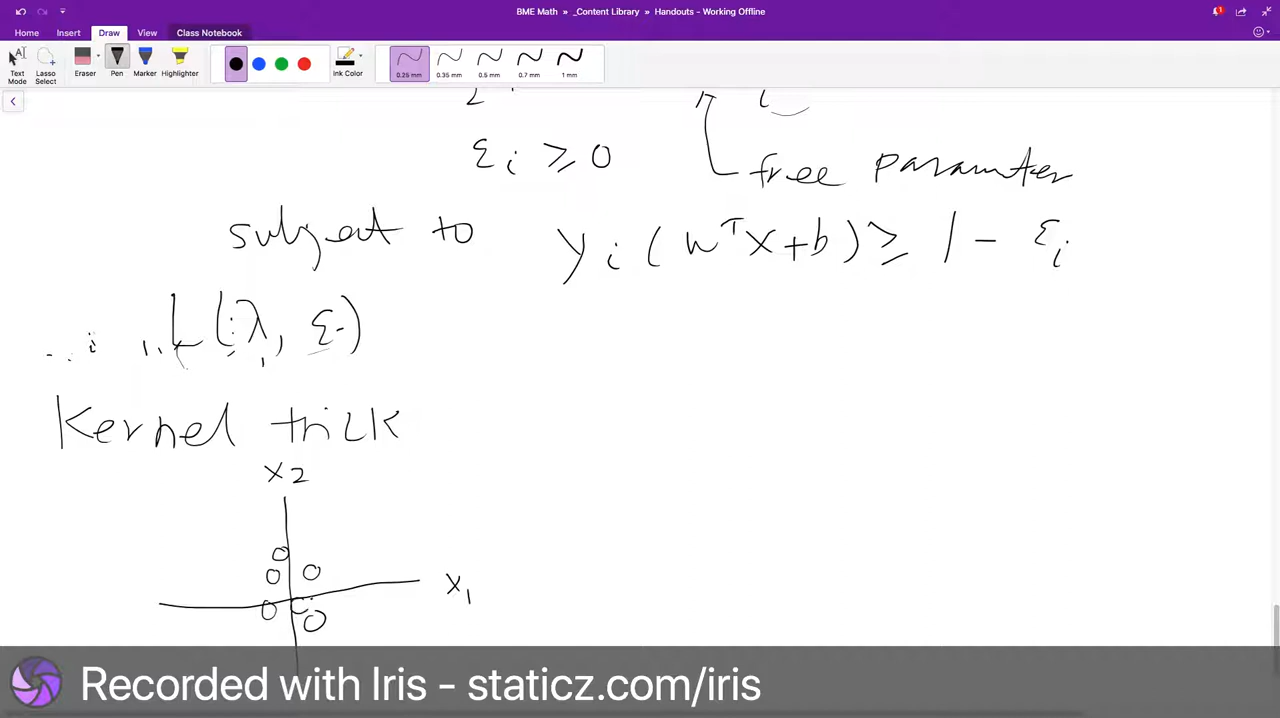 BME Math » _Content Library » Handouts - Working Offline
Home Insert Draw View Class Notebook
Text Mode Lasso Select Eraser Pen Marker Highlighter Ink Color 0.25 mm 0.35 mm 0.5 mm 0.7 mm 1 mm
ξi ≥ 0
free parameter
subject to yi(wᵀx+b) ≥ 1 - ξi
L(λ, ξ)
Kernel trick
x2
x1
Recorded with Iris - staticz.com/iris